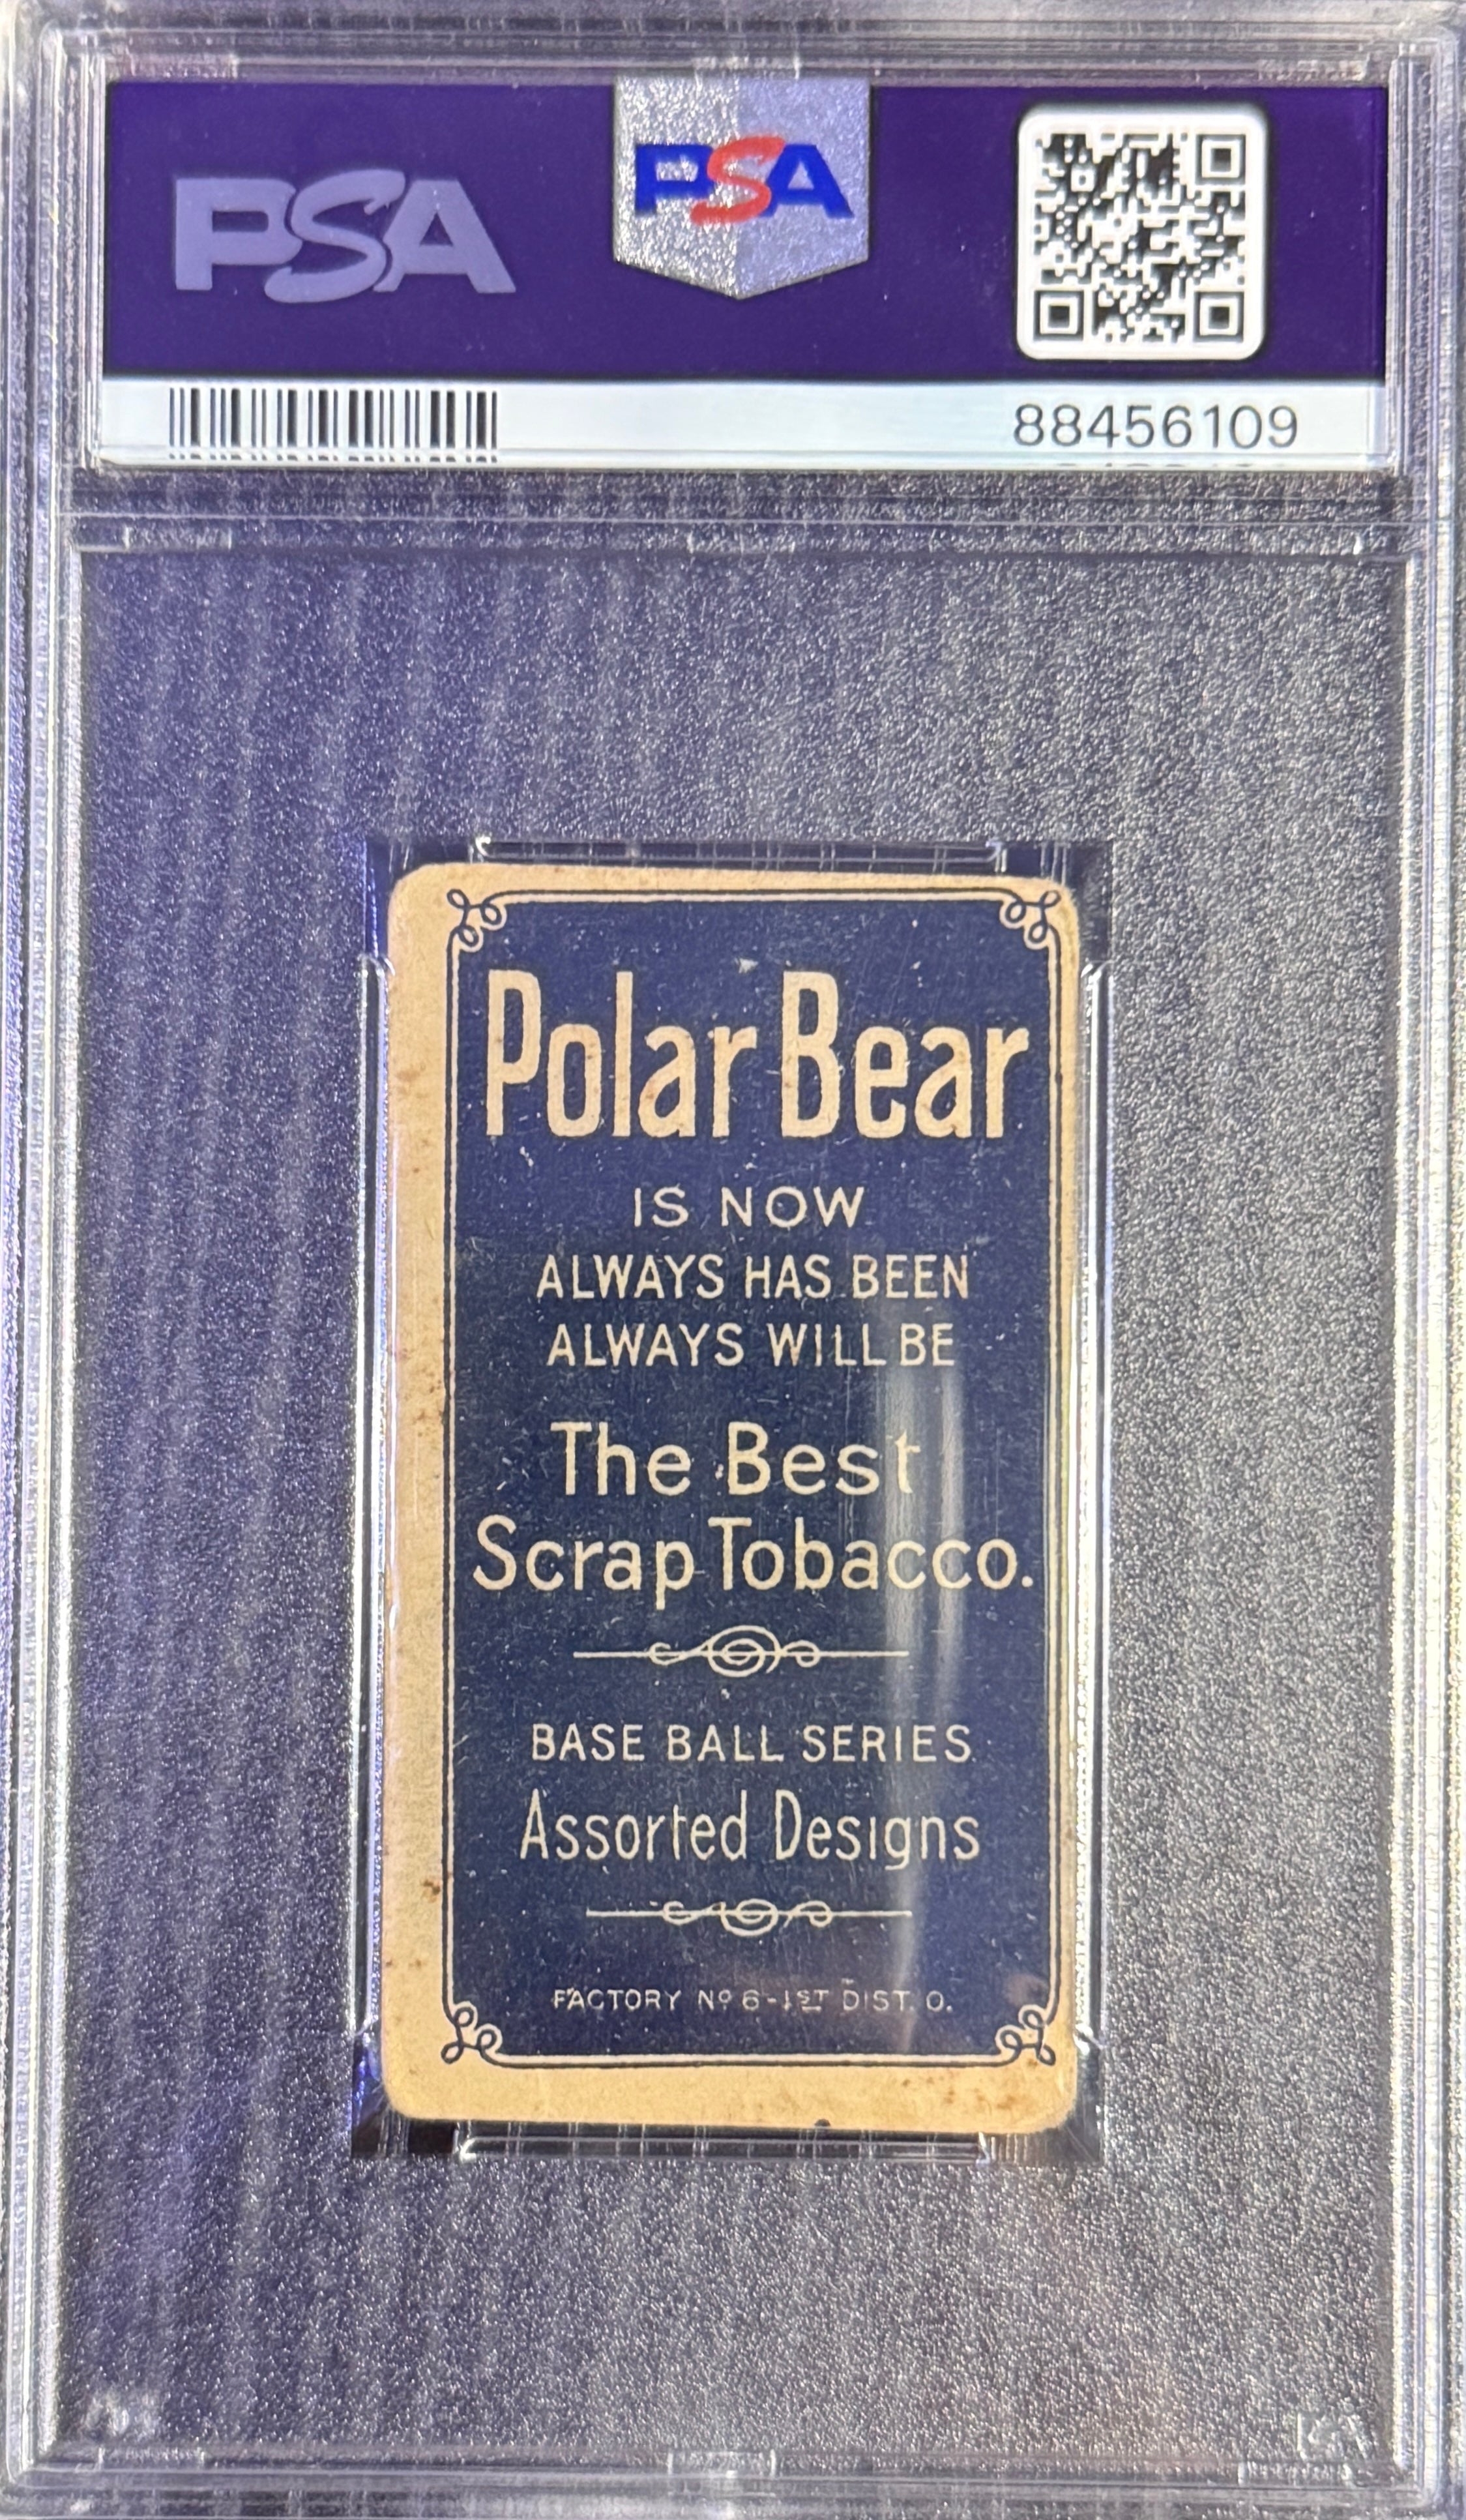 PSA
PSA
88456109
Polar Bear
IS NOW
ALWAYS HAS BEEN
ALWAYS WILL BE
The Best
Scrap Tobacco.
BASE BALL SERIES
Assorted Designs
FACTORY Nº 6-1ST DIST. O.